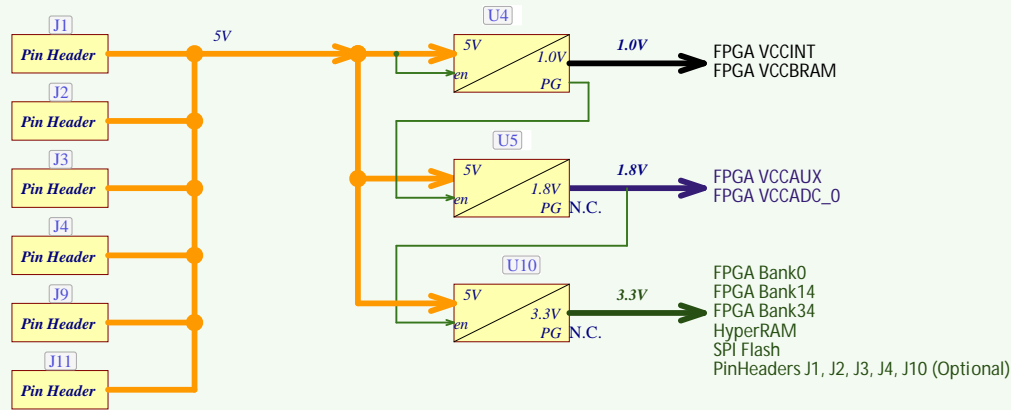 J1
Pin Header
J2
Pin Header
J3
Pin Header
J4
Pin Header
J9
Pin Header
J11
Pin Header
5V
U4
5V
1.0V
en
PG
1.0V
FPGA VCCINT
FPGA VCCBRAM
U5
5V
1.8V
en
PG
N.C.
1.8V
FPGA VCCAUX
FPGA VCCADC_0
U10
5V
3.3V
en
PG
N.C.
3.3V
FPGA Bank0
FPGA Bank14
FPGA Bank34
HyperRAM
SPI Flash
PinHeaders J1, J2, J3, J4, J10 (Optional)